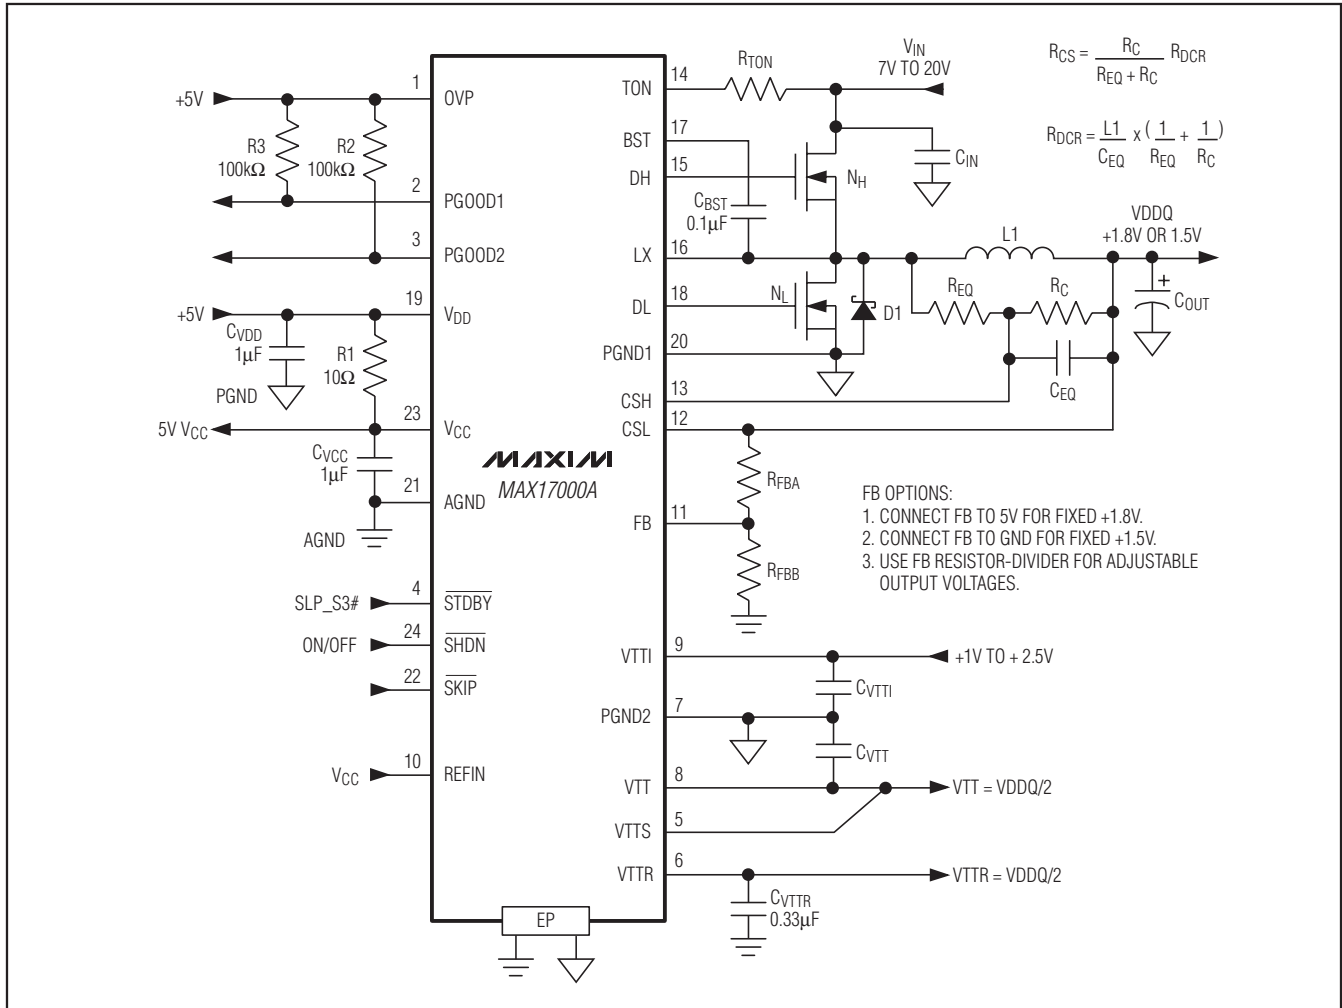 +5V
R3
100kΩ
R2
100kΩ
+5V
CVDD
1µF
PGND
R1
10Ω
5V VCC
CVCC
1µF
AGND
SLP_S3#
ON/OFF
VCC
1 OVP
2 PGOOD1
3 PGOOD2
19 VDD
23 VCC
21 AGND
4 STDBY
24 SHDN
22 SKIP
10 REFIN
MAXIM
MAX17000A
EP
TON 14
BST 17
DH 15
LX 16
DL 18
PGND1 20
CSH 13
CSL 12
FB 11
VTTI 9
PGND2 7
VTT 8
VTTS 5
VTTR 6
RTON
VIN
7V TO 20V
CIN
NH
CBST
0.1µF
NL
D1
L1
REQ
RC
CEQ
VDDQ
+1.8V OR 1.5V
+
COUT
RCS = RC / REQ + RC RDCR
RDCR = L1 / CEQ x ( 1 / REQ + 1 / RC )
RFBA
RFBB
FB OPTIONS:
1. CONNECT FB TO 5V FOR FIXED +1.8V.
2. CONNECT FB TO GND FOR FIXED +1.5V.
3. USE FB RESISTOR-DIVIDER FOR ADJUSTABLE
OUTPUT VOLTAGES.
+1V TO + 2.5V
CVTTI
CVTT
VTT = VDDQ/2
VTTR = VDDQ/2
CVTTR
0.33µF